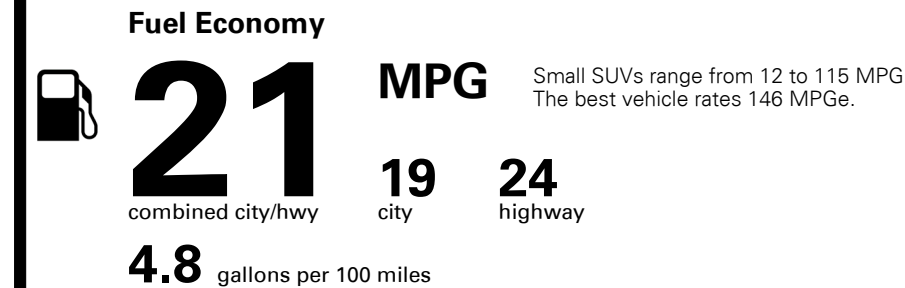 Fuel Economy
21 MPG
Small SUVs range from 12 to 115 MPG
The best vehicle rates 146 MPGe.
combined city/hwy
19 city
24 highway
4.8 gallons per 100 miles